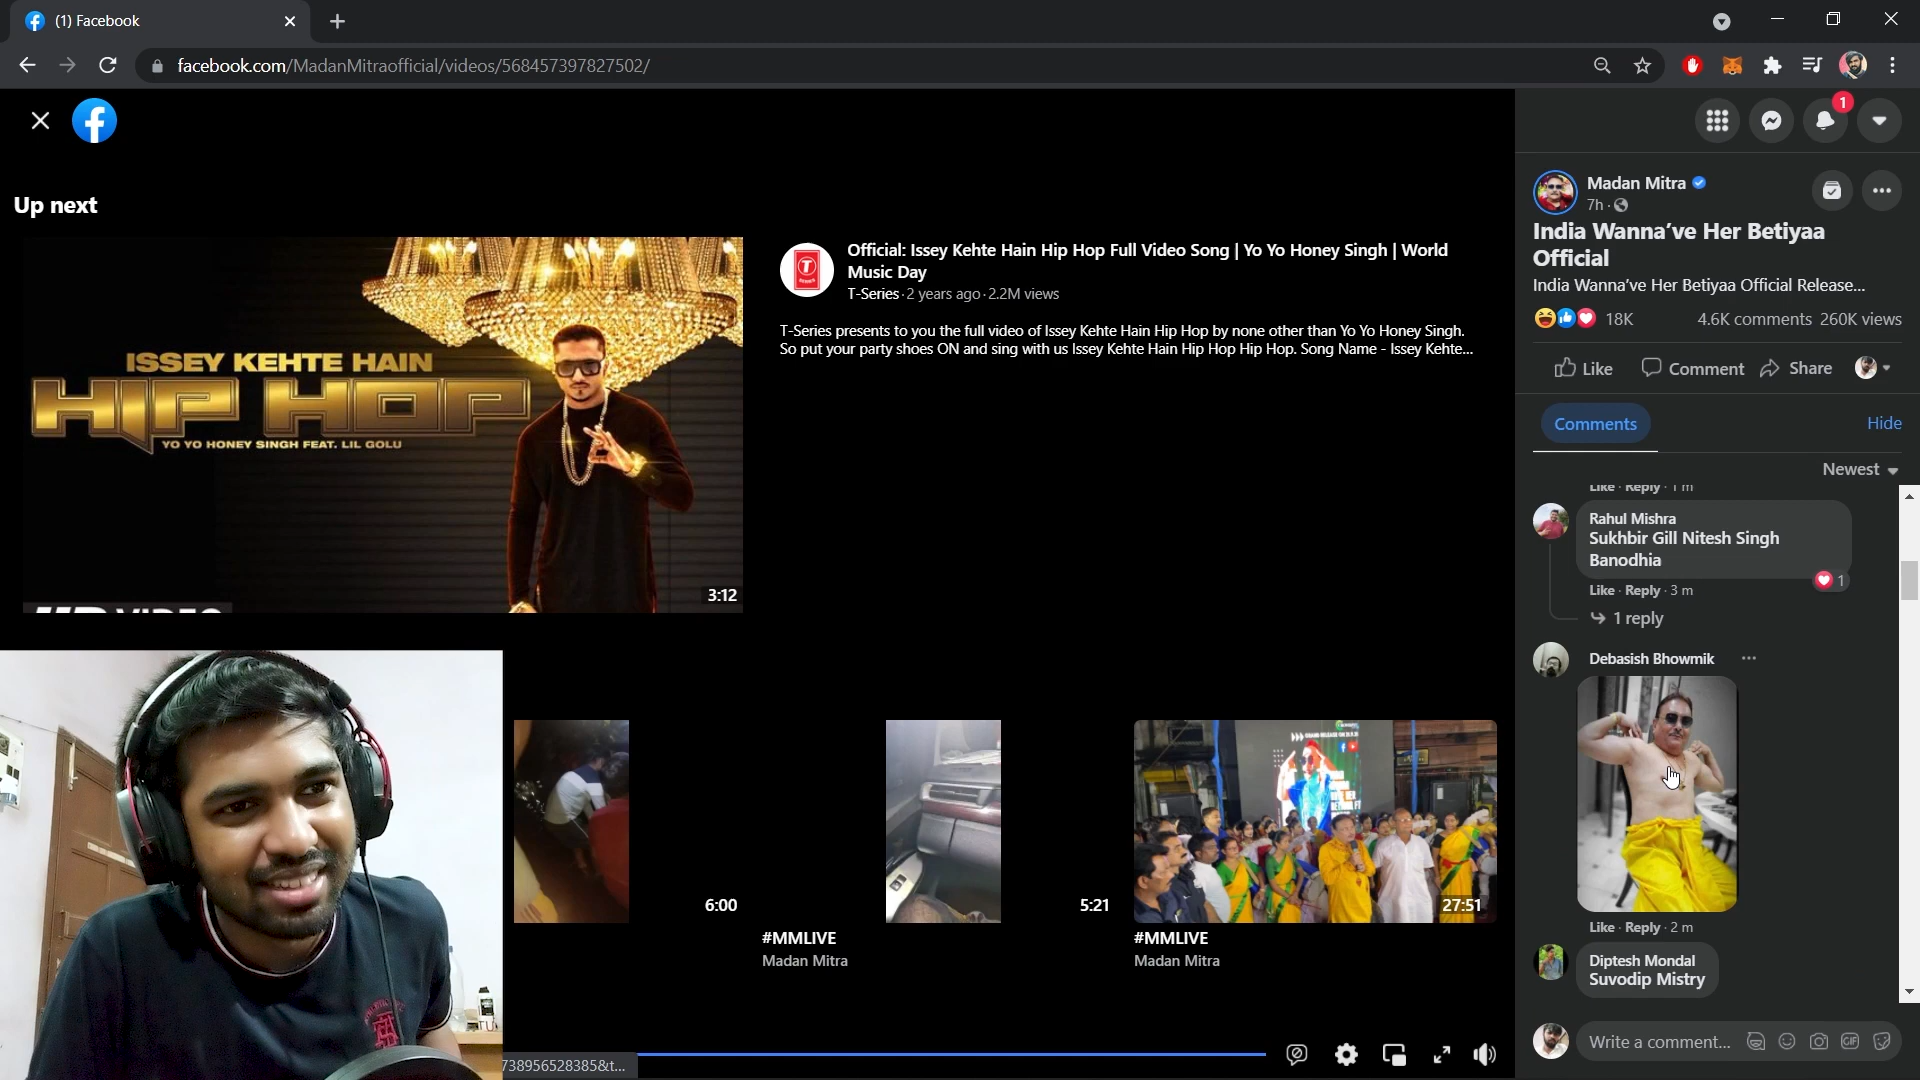 (1) Facebook
facebook.com/MadanMitraofficial/videos/568457397827502/
1
Up next
ISSEY KEHTE HAIN
HIP HOP
YO YO HONEY SINGH FEAT. LIL GOLU
3:12
Official: Issey Kehte Hain Hip Hop Full Video Song | Yo Yo Honey Singh | World
Music Day
T-Series · 2 years ago · 2.2M views
T-Series presents to you the full video of Issey Kehte Hain Hip Hop by none other than Yo Yo Honey Singh.
So put your party shoes ON and sing with us Issey Kehte Hain Hip Hop Hip Hop. Song Name - Issey Kehte...
6:00
5:21
27:51
#MMLIVE
Madan Mitra
#MMLIVE
Madan Mitra
738956528385&t...
Madan Mitra
7h ·
India Wanna've Her Betiyaa
Official
India Wanna've Her Betiyaa Official Release...
18K
4.6K comments 260K views
Like
Comment
Share
Comments
Hide
Newest
Like · Reply · 1 m
Rahul Mishra
Sukhbir Gill Nitesh Singh
Banodhia
1
Like · Reply · 3 m
1 reply
Debasish Bhowmik
Like · Reply · 2 m
Diptesh Mondal
Suvodip Mistry
Write a comment...
GIF